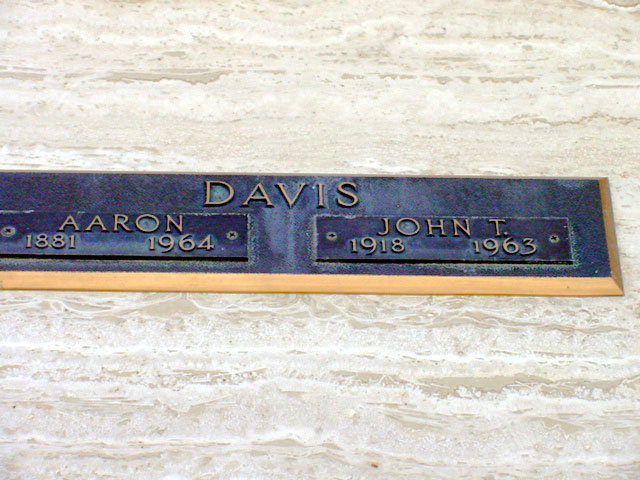 DAVIS
AARON
1881 1964
JOHN T.
1918 1963